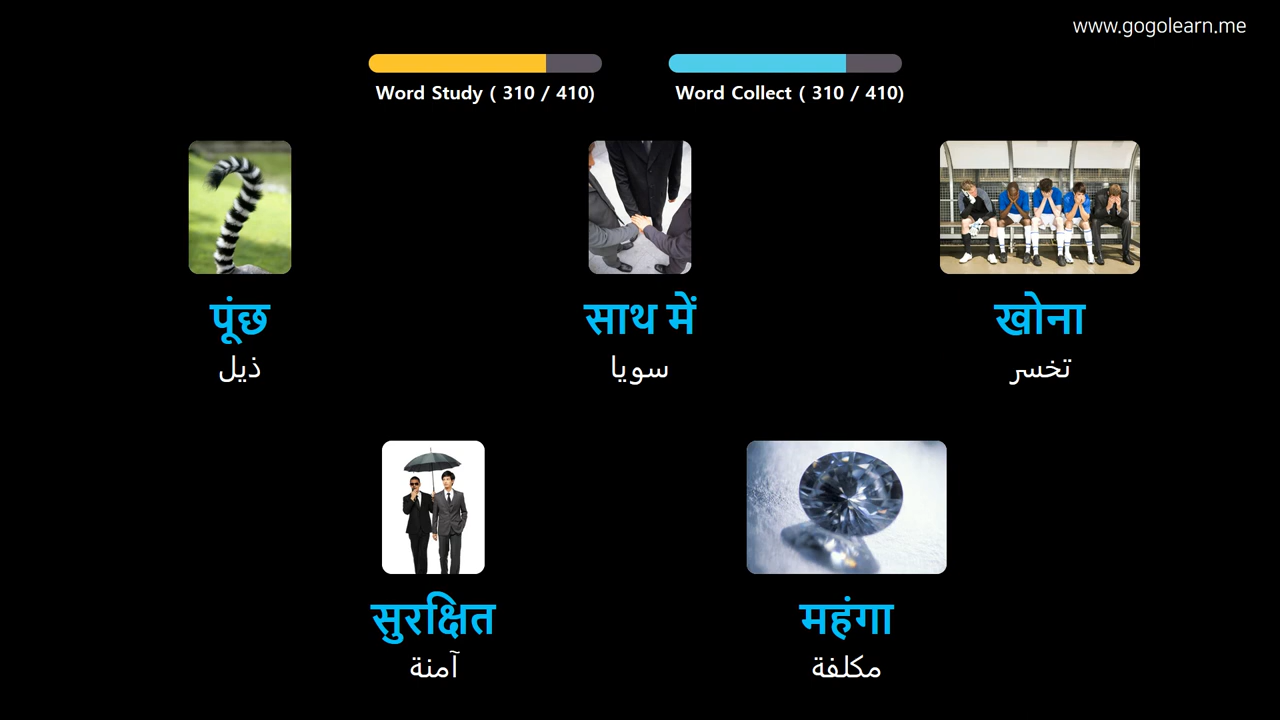 www.gogolearn.me
Word Study ( 310 / 410)
Word Collect ( 310 / 410)
पूंछ
ذيل
साथ में
سويا
खोना
تخسر
सुरक्षित
آمنة
महंगा
مكلفة